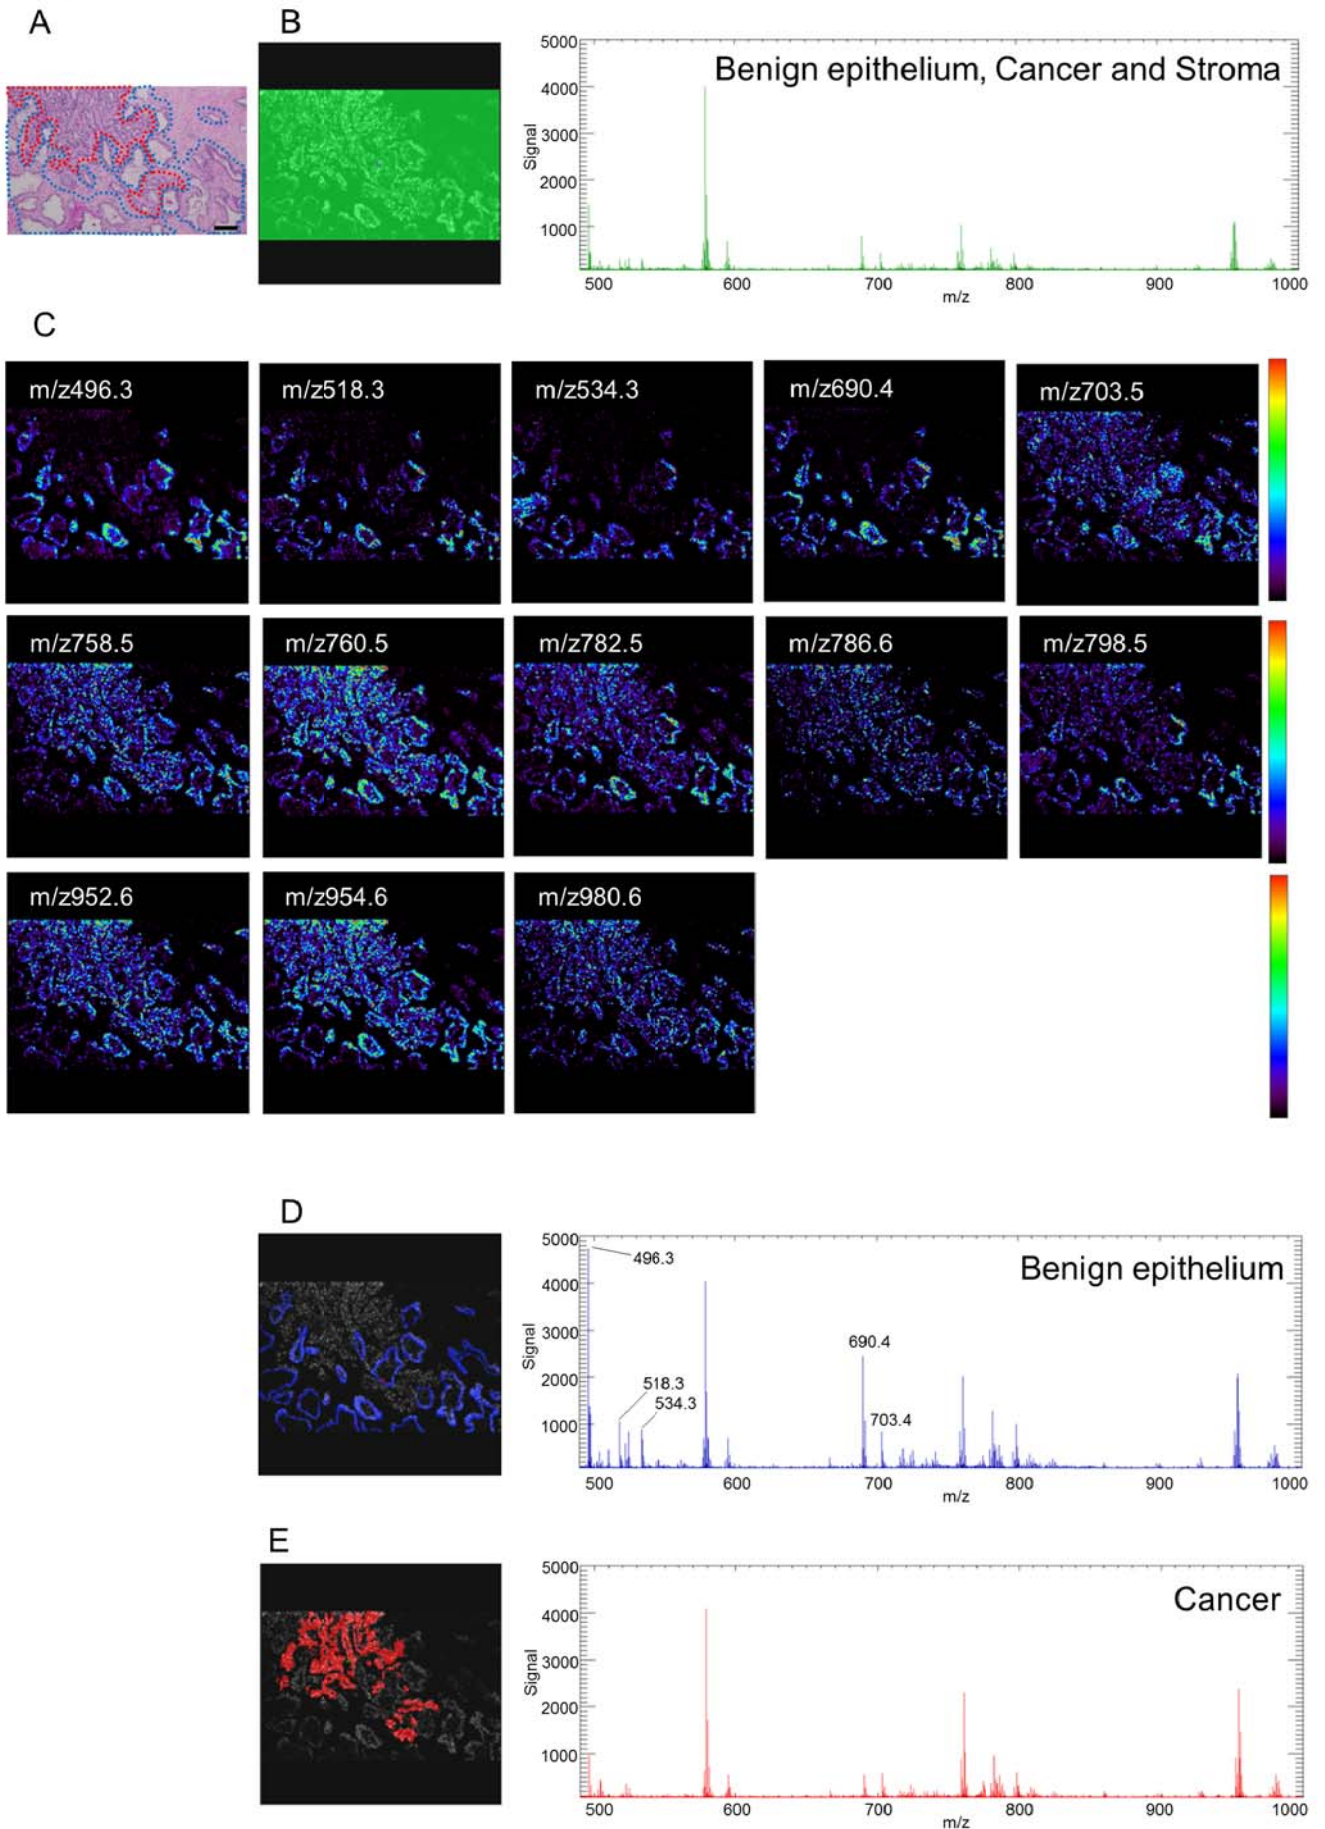 A
B
Benign epithelium, Cancer and Stroma
Signal
5000
4000
3000
2000
1000
500 600 700 800 900 1000
m/z
C
m/z496.3 m/z518.3 m/z534.3 m/z690.4 m/z703.5
m/z758.5 m/z760.5 m/z782.5 m/z786.6 m/z798.5
m/z952.6 m/z954.6 m/z980.6
D
Benign epithelium
Signal
5000
4000
3000
2000
1000
496.3
518.3
534.3
690.4
703.4
500 600 700 800 900 1000
m/z
E
Cancer
Signal
5000
4000
3000
2000
1000
500 600 700 800 900 1000
m/z